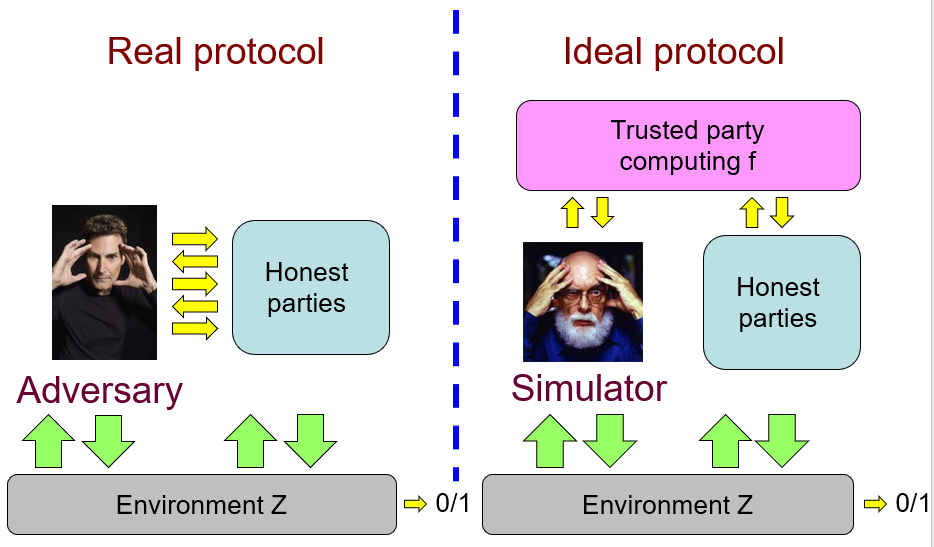 Real protocol
Ideal protocol
Trusted party
computing f
Honest
parties
Honest
parties
Adversary
Simulator
Environment Z
0/1
Environment Z
0/1